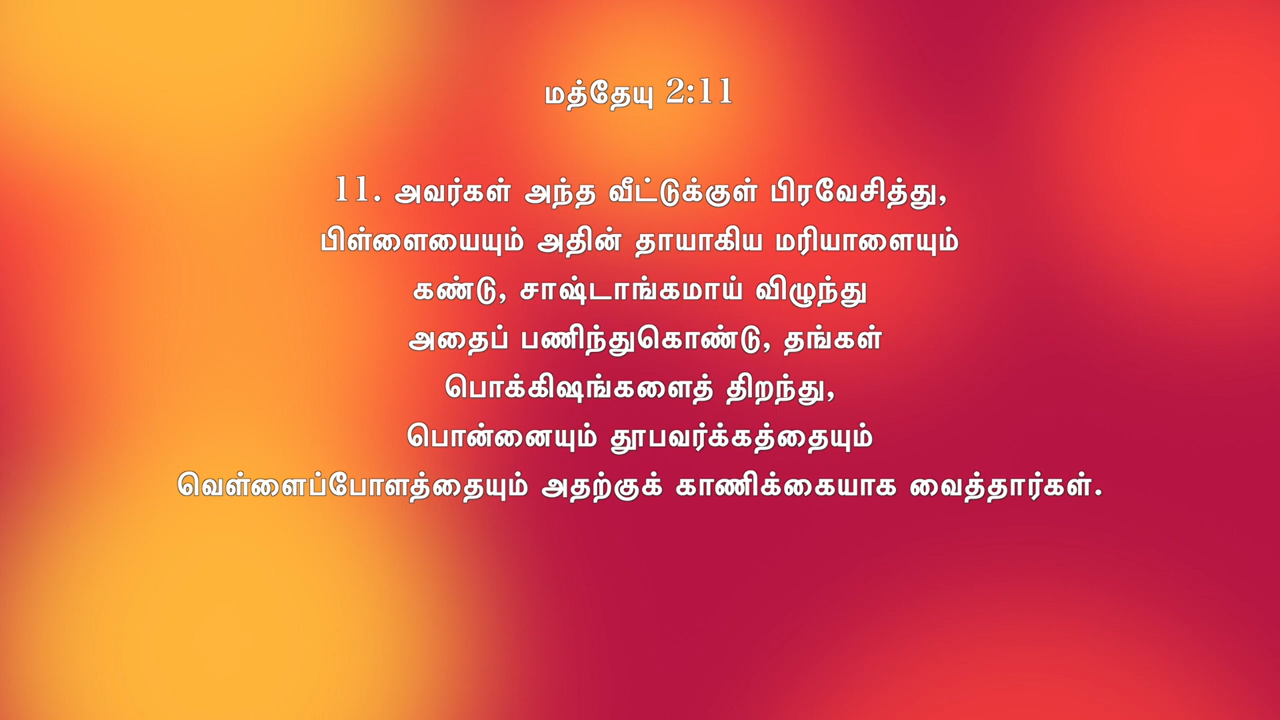 மத்தேயு 2:11
11. அவர்கள் அந்த வீட்டுக்குள் பிரவேசித்து,
பிள்ளையையும் அதின் தாயாகிய மரியாளையும்
கண்டு, சாஷ்டாங்கமாய் விழுந்து
அதைப் பணிந்துகொண்டு, தங்கள்
பொக்கிஷங்களைத் திறந்து,
பொன்னையும் தூபவர்க்கத்தையும்
வெள்ளைப்போளத்தையும் அதற்குக் காணிக்கையாக வைத்தார்கள்.